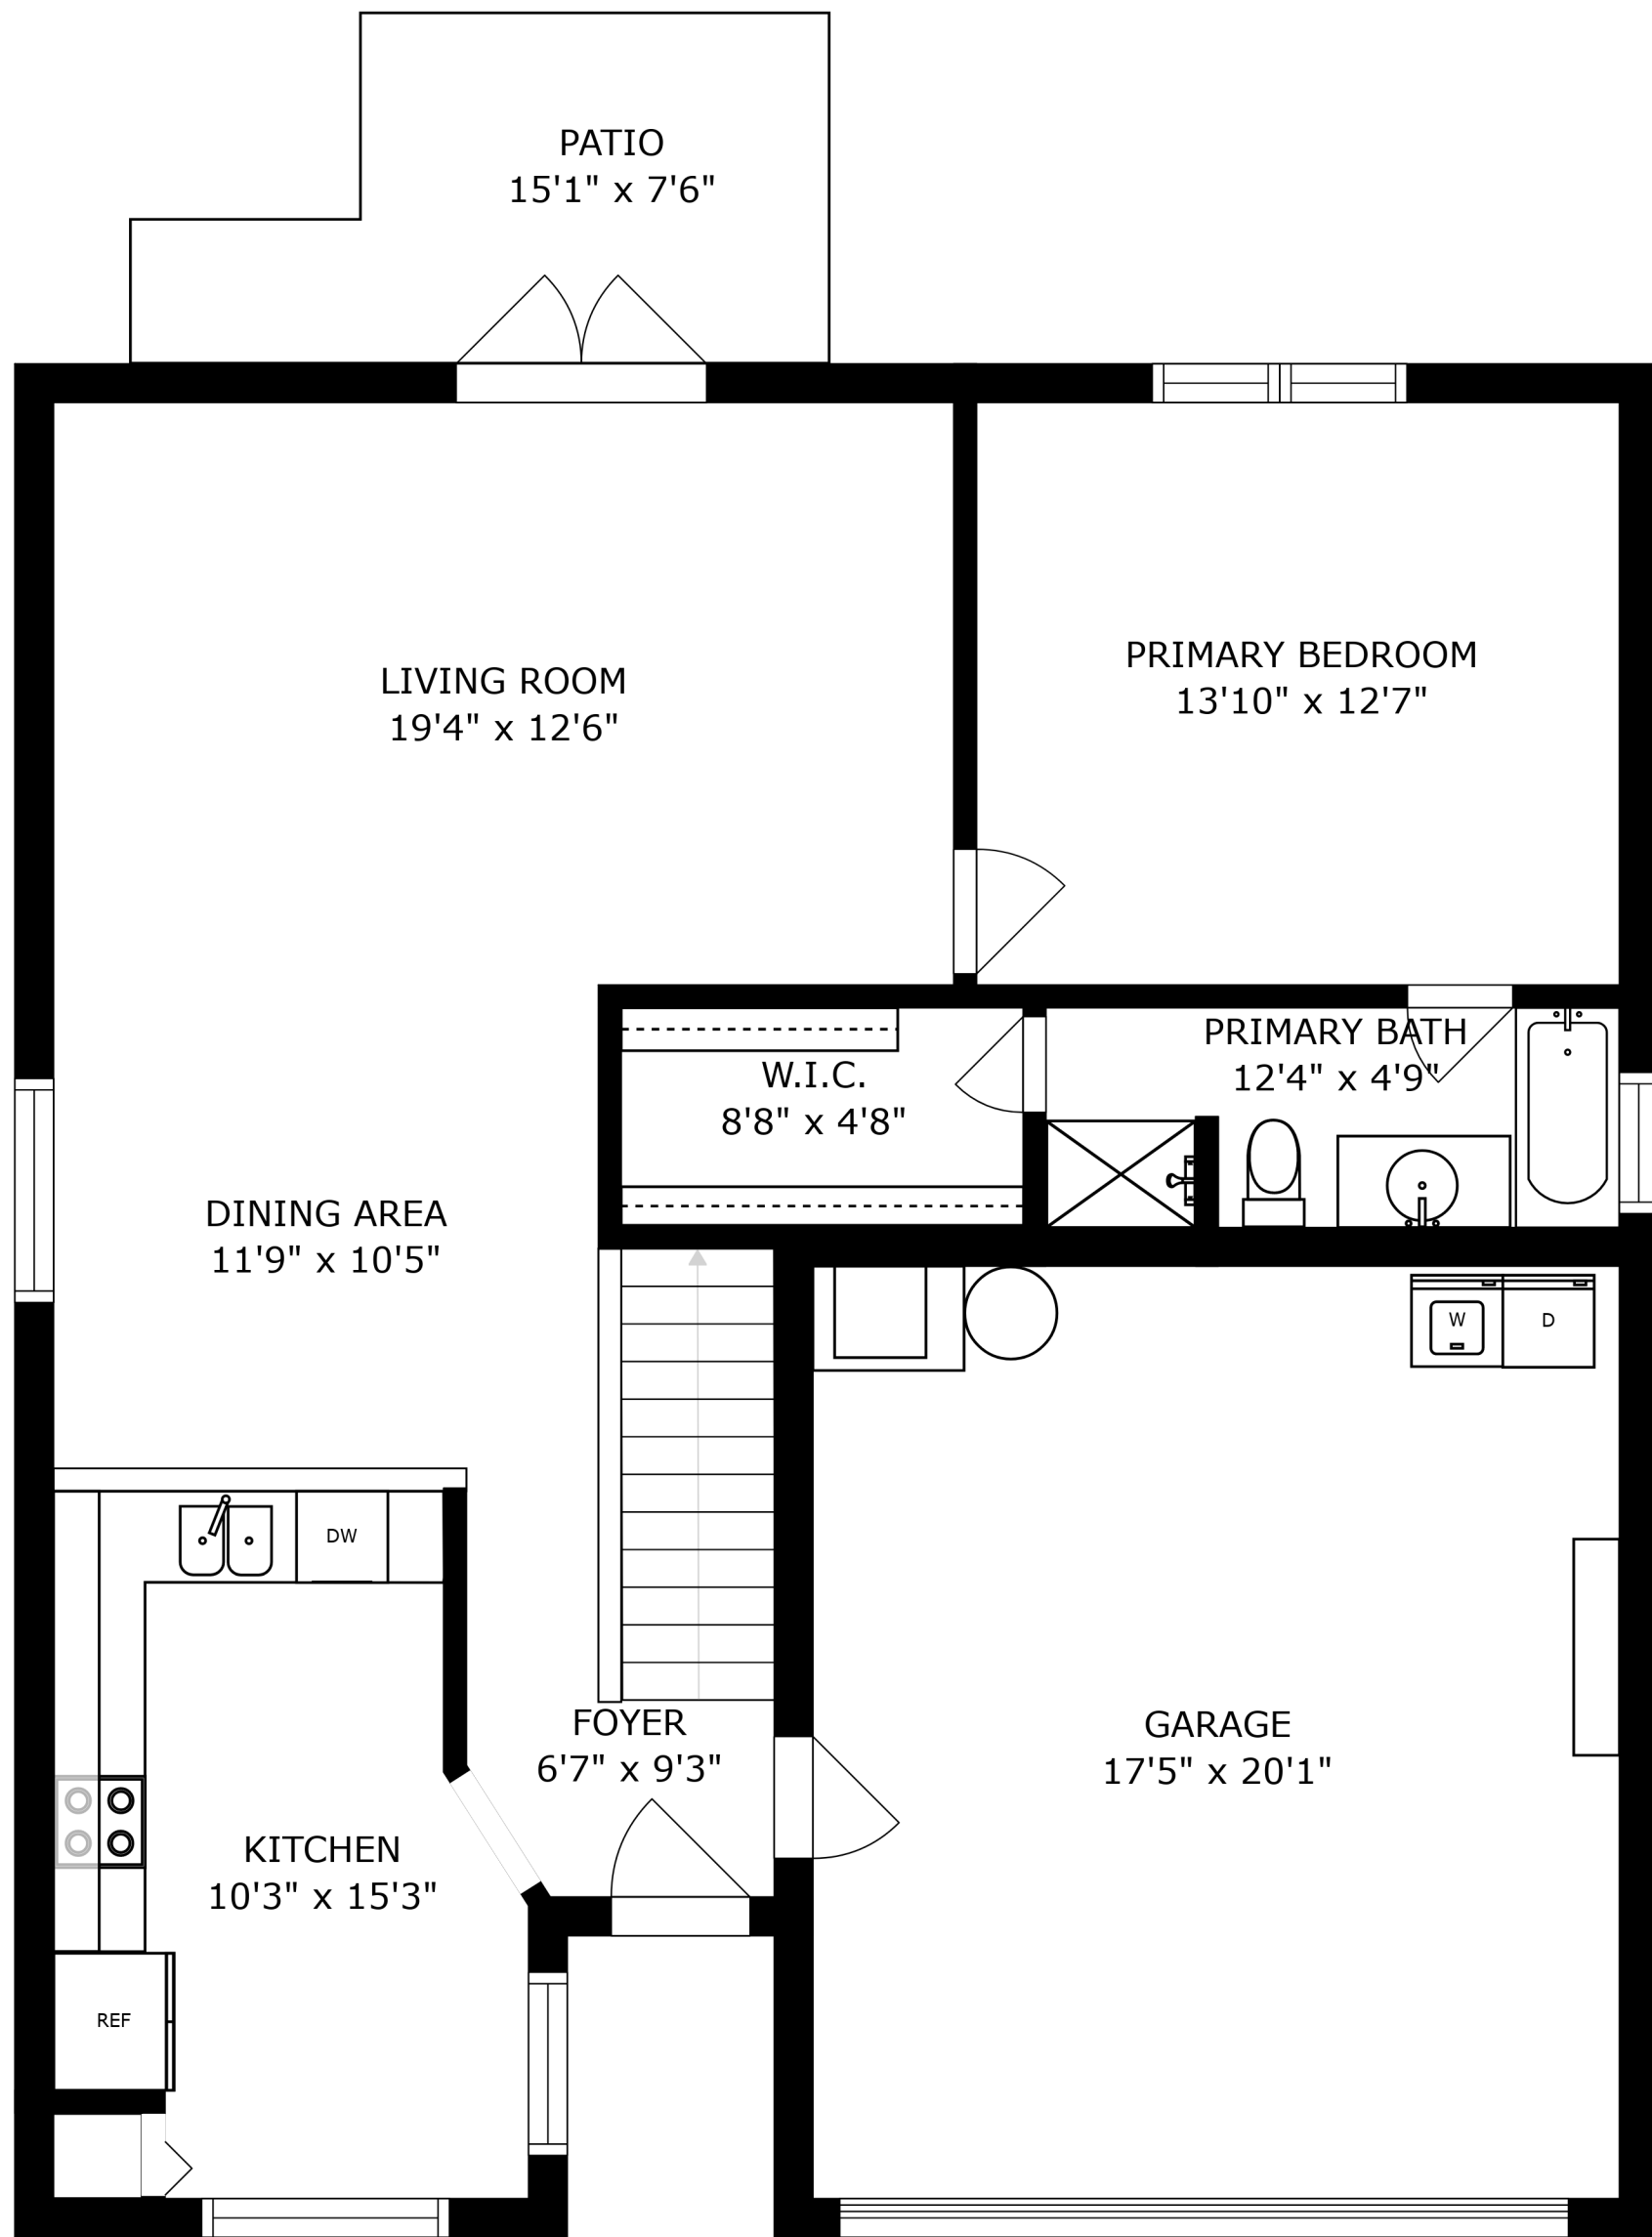 PATIO
15'1" x 7'6"
LIVING ROOM
19'4" x 12'6"
PRIMARY BEDROOM
13'10" x 12'7"
PRIMARY BATH
12'4" x 4'9"
W.I.C.
8'8" x 4'8"
DINING AREA
11'9" x 10'5"
W
D
DW
FOYER
6'7" x 9'3"
GARAGE
17'5" x 20'1"
KITCHEN
10'3" x 15'3"
REF